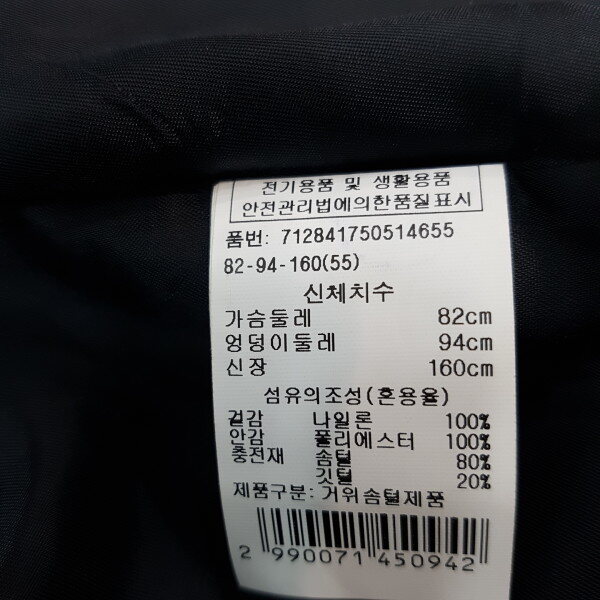 전기용품 및 생활용품
안전관리법에의한품질표시
품번: 712841750514655
82-94-160(55)
신체치수
가슴둘레 82cm
엉덩이둘레 94cm
신장 160cm
섬유의조성(혼용율)
겉감 나일론 100%
안감 폴리에스터 100%
충전재 솜털 80%
깃털 20%
제품구분: 거위솜털제품
2 990071 450942